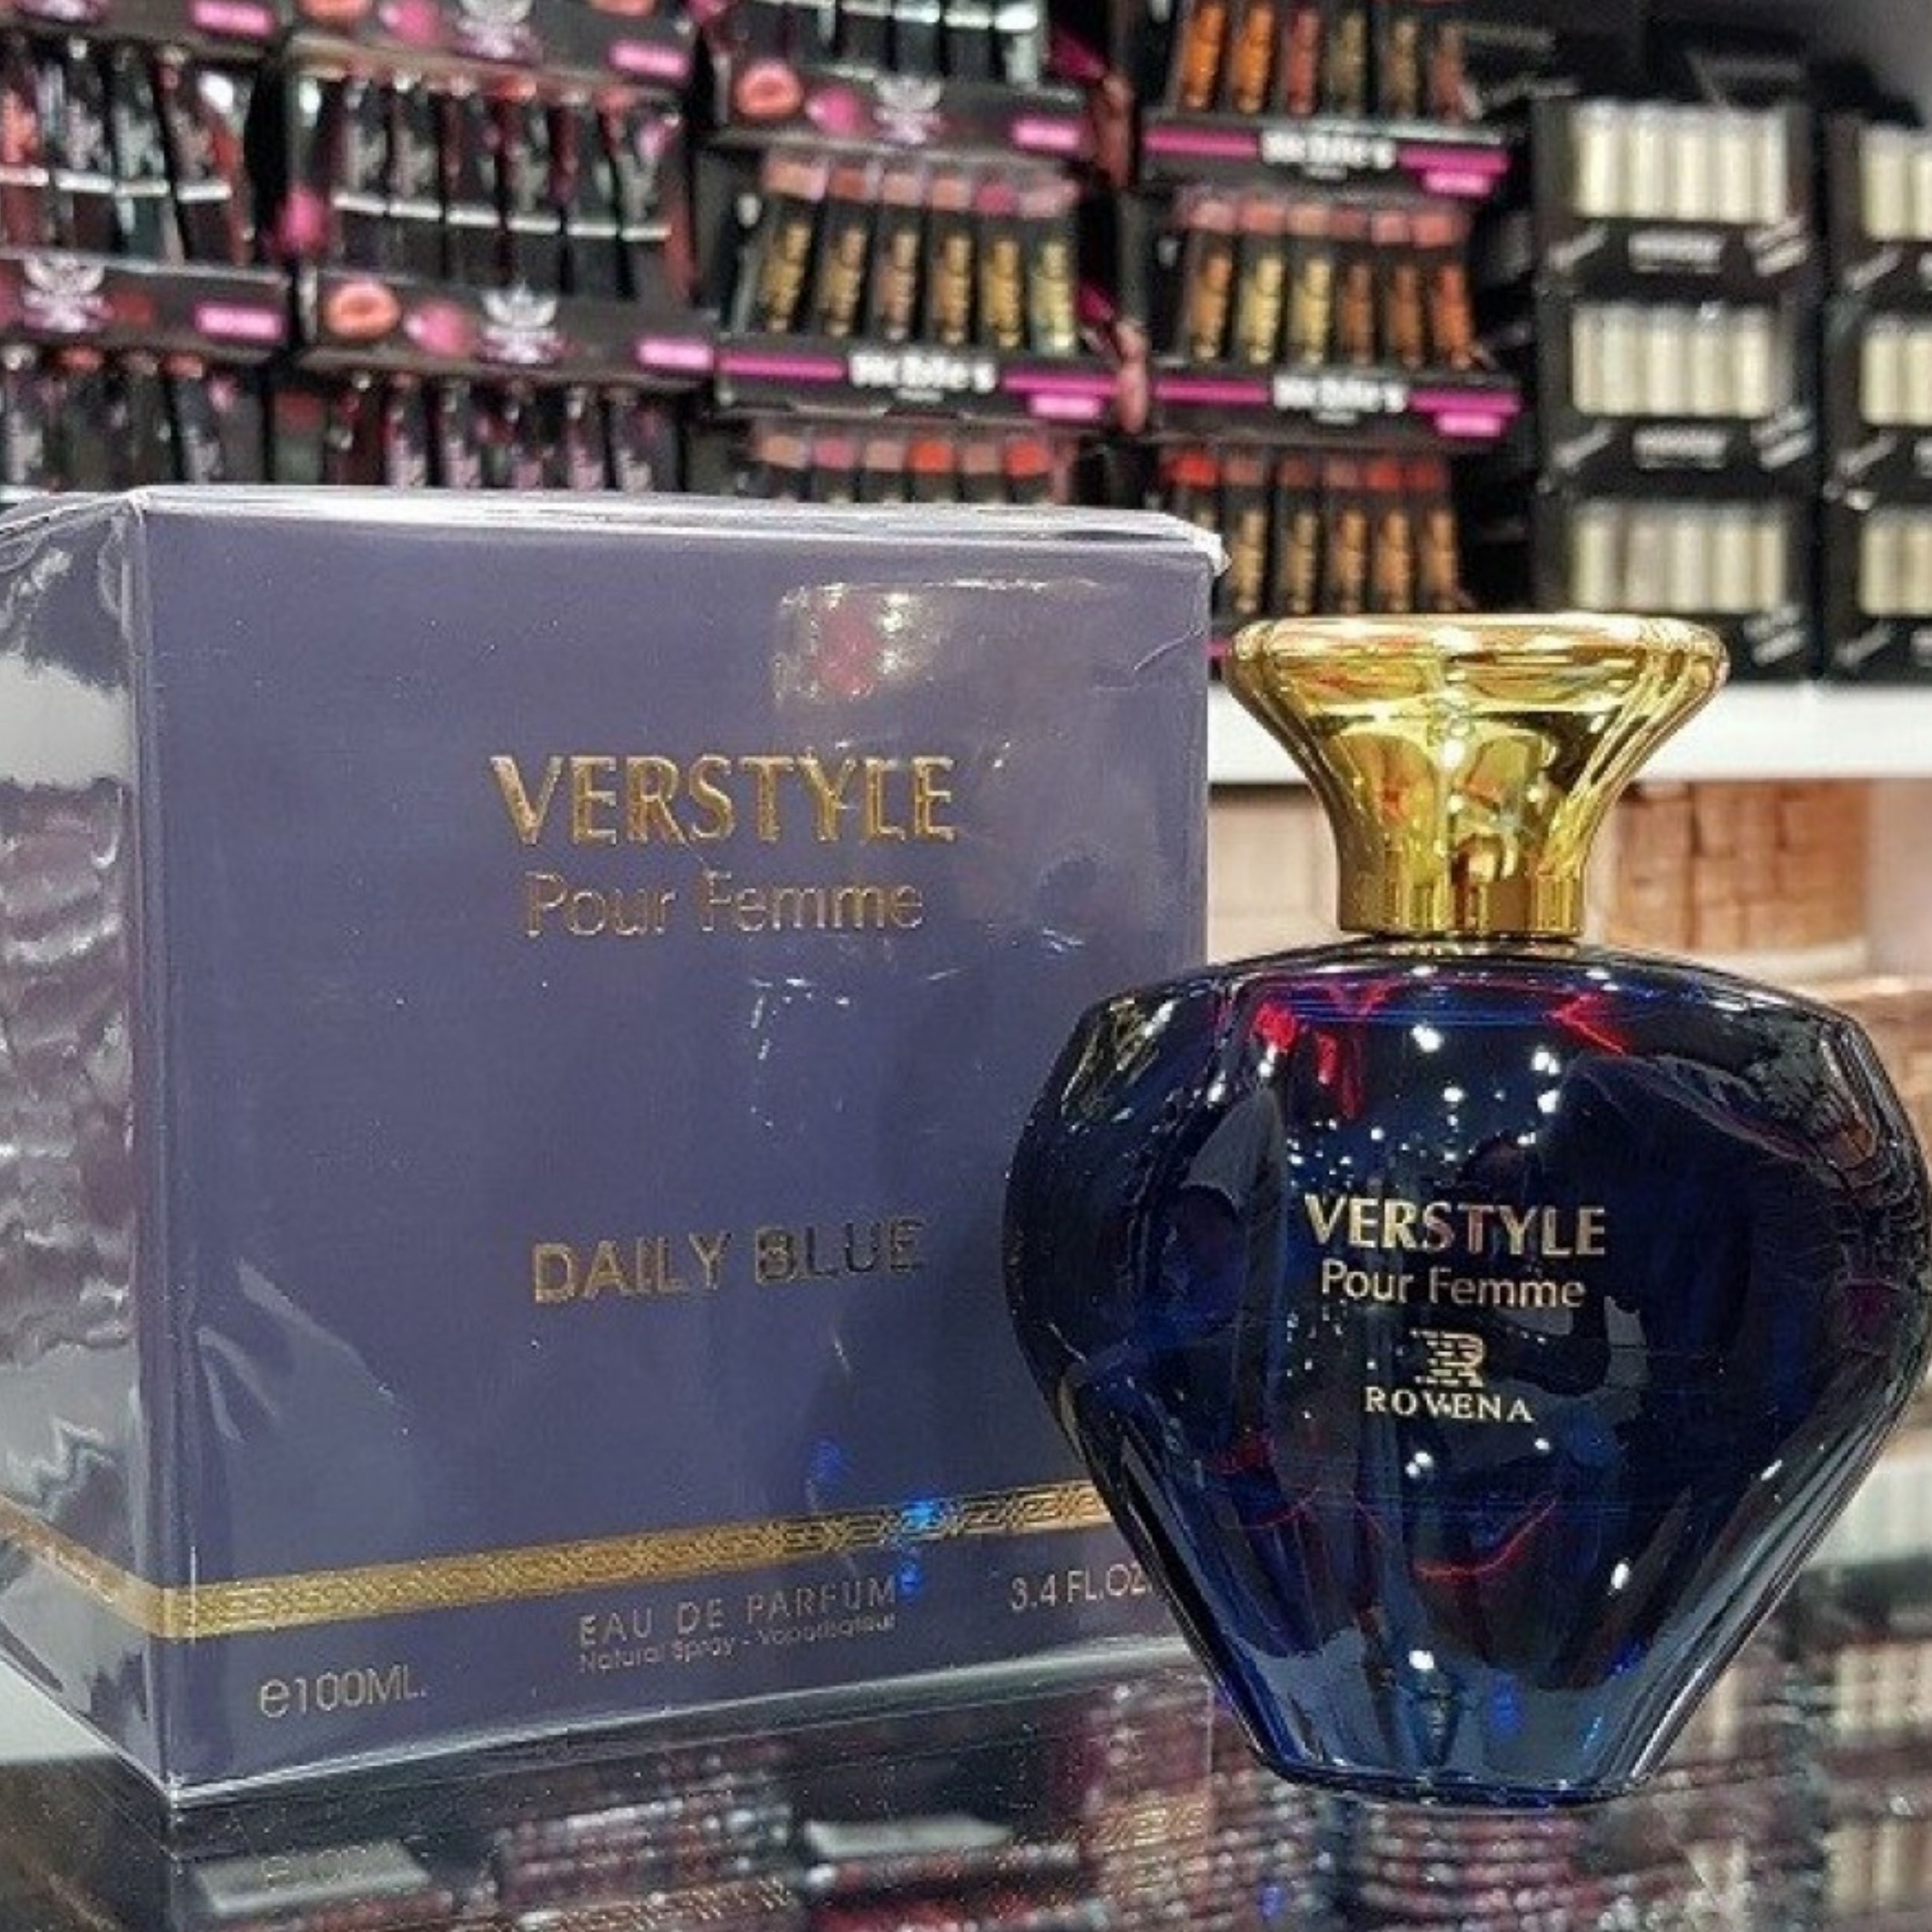 VERSTYLE
Pour Femme
DAILY BLUE
EAU DE PARFUM
Natural Spray - Vaporisateur
e100ML.
3.4 FL.OZ.
VERSTYLE
Pour Femme
R
ROVENA